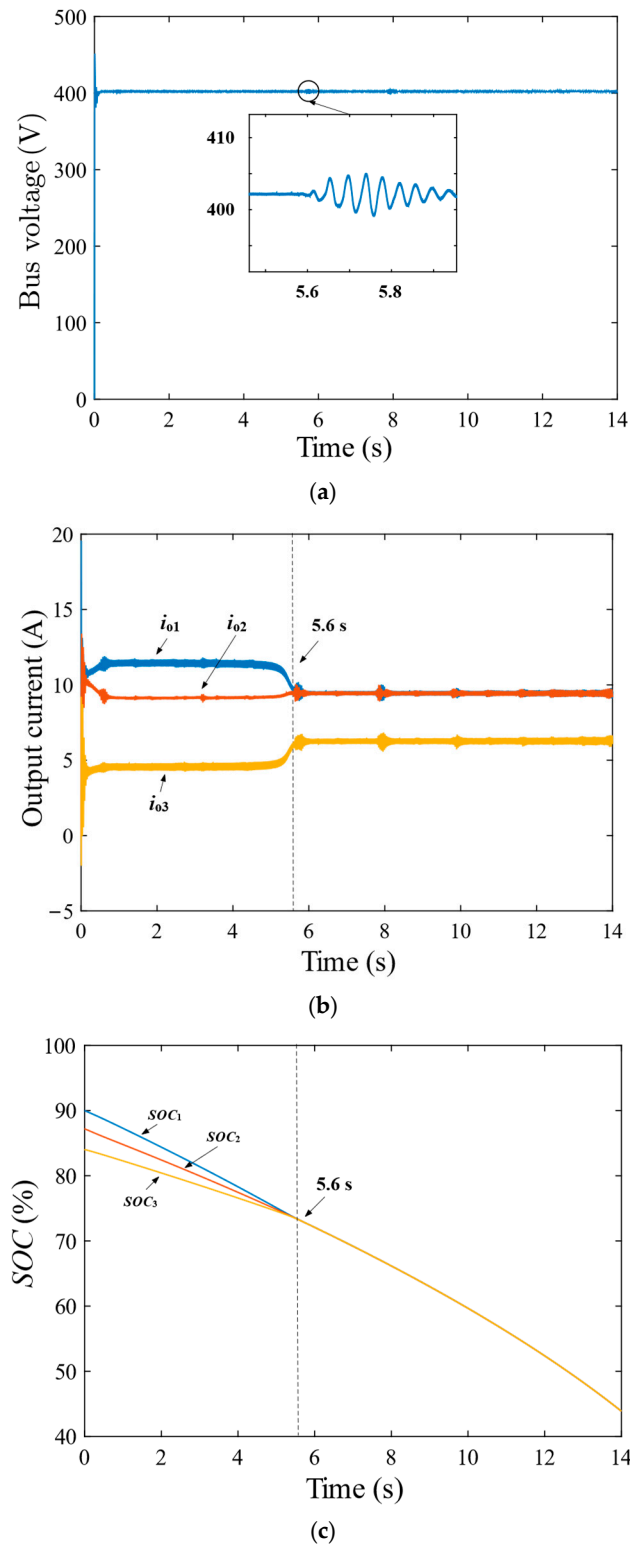 500
400
300
200
100
0
Bus voltage (V)
410
400
5.6 5.8
0 2 4 6 8 10 12 14
Time (s)
(a)
20
15
10
5
0
−5
Output current (A)
io1
io2
5.6 s
io3
0 2 4 6 8 10 12 14
Time (s)
(b)
100
90
80
70
60
50
40
SOC (%)
SOC1
SOC2
SOC3
5.6 s
0 2 4 6 8 10 12 14
Time (s)
(c)